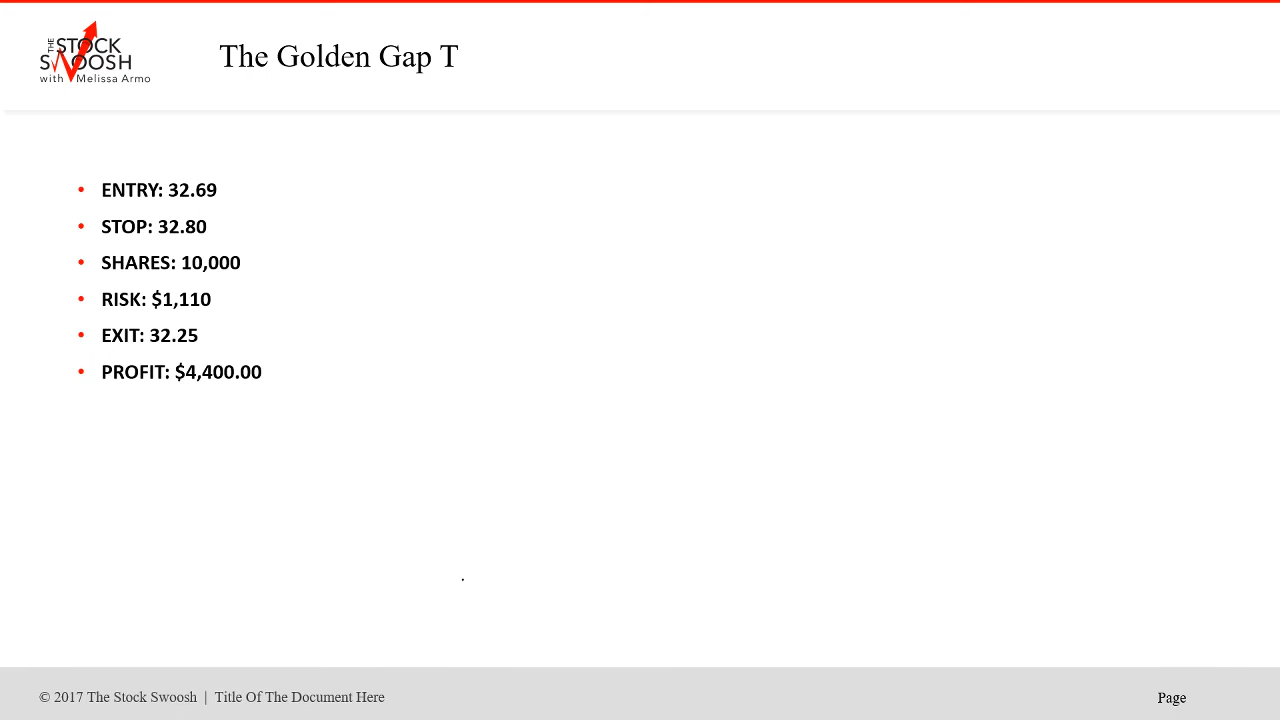 THE STOCK
SWOOSH
with Melissa Armo
The Golden Gap T
• ENTRY: 32.69
• STOP: 32.80
• SHARES: 10,000
• RISK: $1,110
• EXIT: 32.25
• PROFIT: $4,400.00
.
© 2017 The Stock Swoosh | Title Of The Document Here
Page